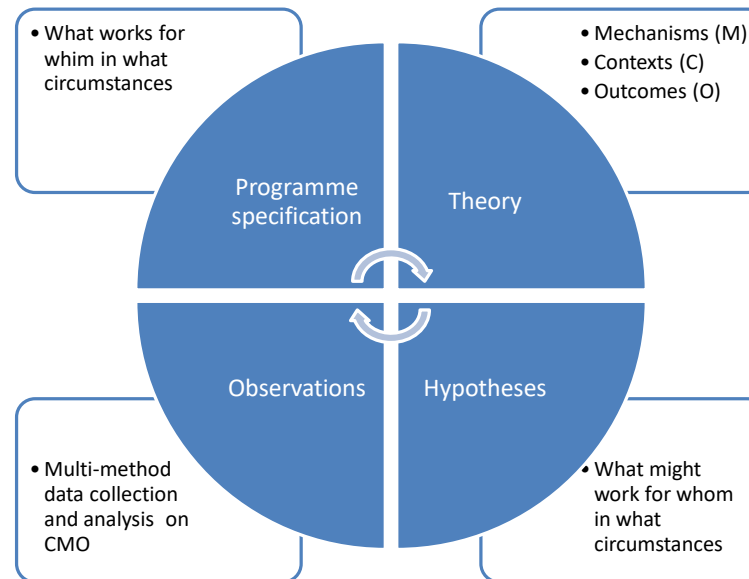 • What works for
whim in what
circumstances
• Mechanisms (M)
• Contexts (C)
• Outcomes (O)
Programme
specification
Theory
Observations
Hypotheses
• Multi-method
data collection
and analysis on
CMO
• What might
work for whom
in what
circumstances